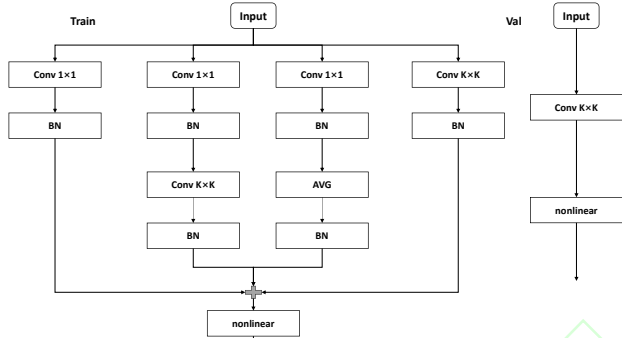 Train
Input
Val
Input
Conv 1×1
Conv 1×1
Conv 1×1
Conv K×K
BN
BN
BN
BN
Conv K×K
Conv K×K
AVG
BN
BN
nonlinear
nonlinear